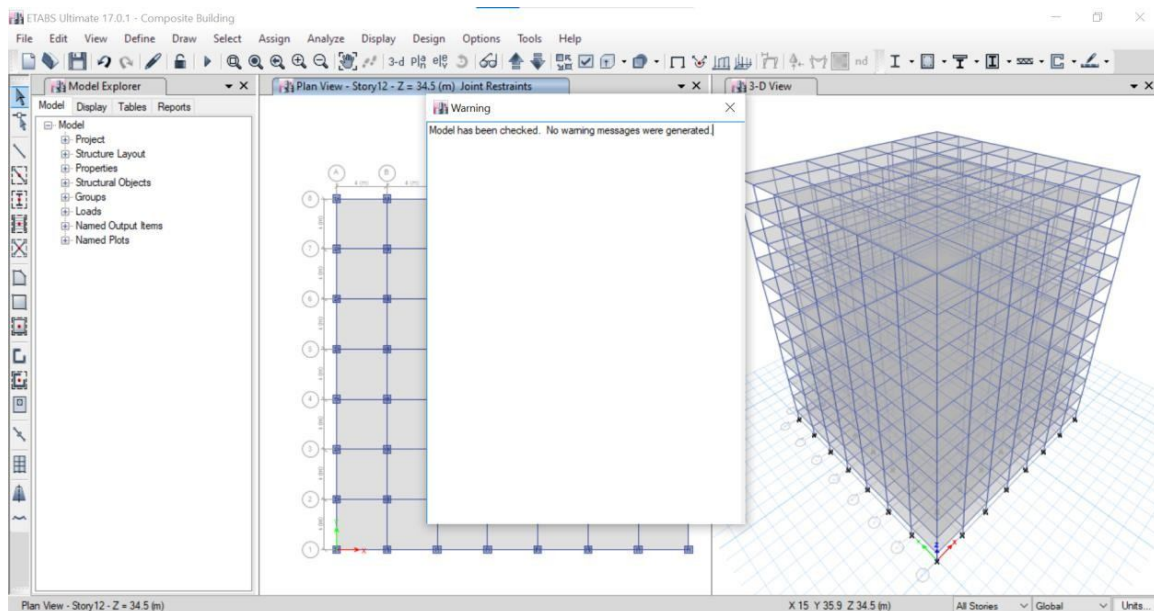 ETABS Ultimate 17.0.1 - Composite Building
File Edit View Define Draw Select Assign Analyze Display Design Options Tools Help
3-d
nd
Model Explorer
Plan View - Story12 - Z = 34.5 (m) Joint Restraints
3-D View
Model Display Tables Reports
Model
Project
Structure Layout
Properties
Structural Objects
Groups
Loads
Named Output Items
Named Plots
Warning
Model has been checked. No warning messages were generated.
A B
4 (m) 4 (m)
8
7
6
5
4
3
2
1
X
Plan View - Story12 - Z = 34.5 (m)
X 15 Y 35.9 Z 34.5 (m)
All Stories
Global
Units...